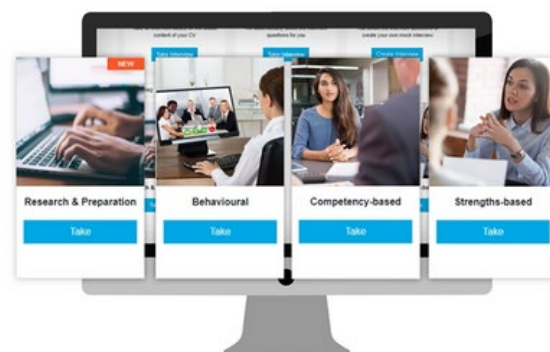 content of your CV
questions for you
create your own mock interview
Take Interview
Take Interview
Create Interview
NEW
Research & Preparation
Behavioural
Competency-based
Strengths-based
Take
Take
Take
Take